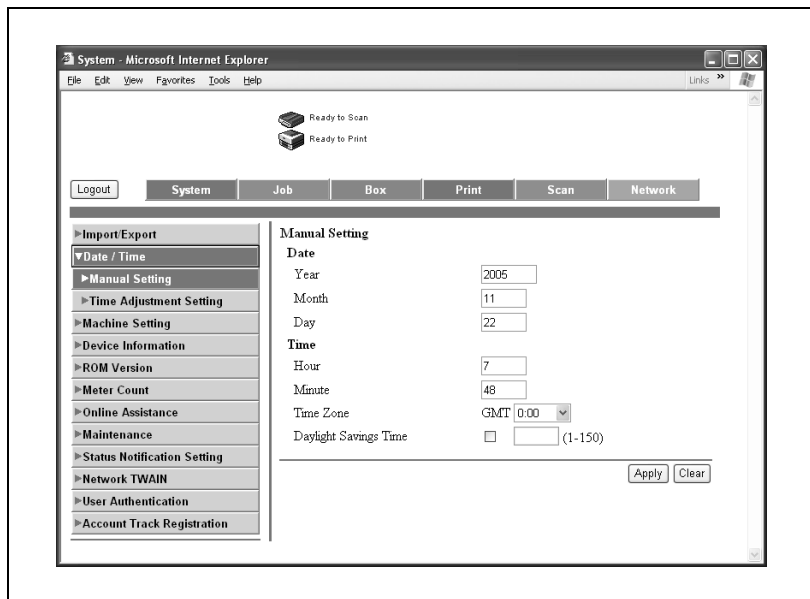 System - Microsoft Internet Explorer
File Edit View Favorites Tools Help Links »
Ready to Scan
Ready to Print
Logout System Job Box Print Scan Network
Import/Export
Date / Time
Manual Setting
Time Adjustment Setting
Machine Setting
Device Information
ROM Version
Meter Count
Online Assistance
Maintenance
Status Notification Setting
Network TWAIN
User Authentication
Account Track Registration
Manual Setting
Date
Year 2005
Month 11
Day 22
Time
Hour 7
Minute 48
Time Zone GMT 0:00
Daylight Savings Time (1-150)
Apply Clear